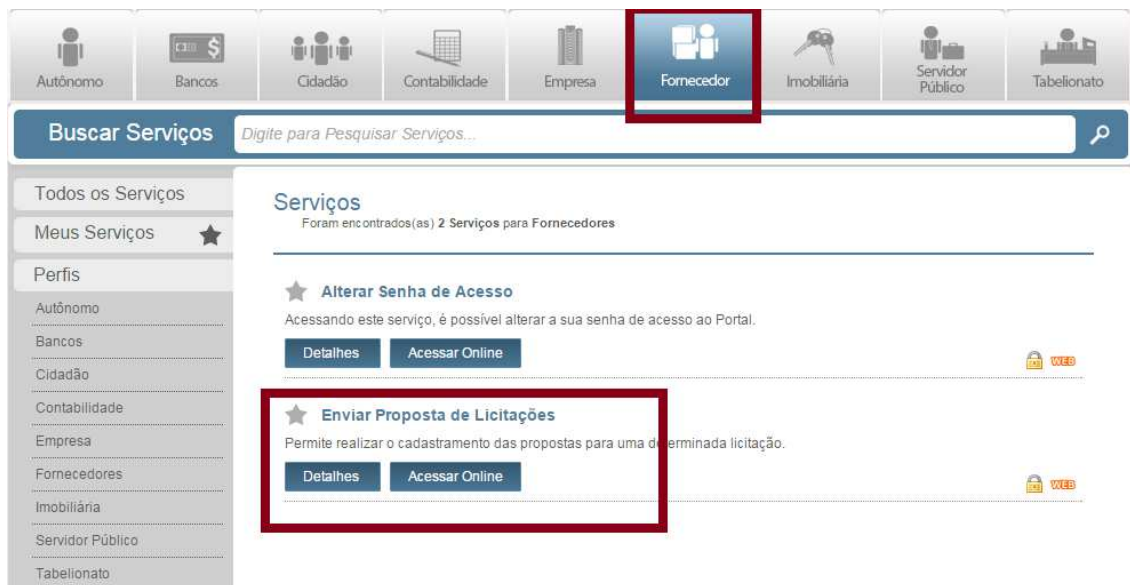 Autônomo
Bancos
Cidadão
Contabilidade
Empresa
Fornecedor
Imobiliária
Servidor
Público
Tabelionato
Buscar Serviços
Digite para Pesquisar Serviços...
Todos os Serviços
Meus Serviços
Perfis
Autônomo
Bancos
Cidadão
Contabilidade
Empresa
Fornecedores
Imobiliária
Servidor Público
Tabelionato
Serviços
Foram encontrados(as) 2 Serviços para Fornecedores
Alterar Senha de Acesso
Acessando este serviço, é possível alterar a sua senha de acesso ao Portal.
Detalhes Acessar Online
WEB
Enviar Proposta de Licitações
Permite realizar o cadastramento das propostas para uma determinada licitação.
Detalhes Acessar Online
WEB